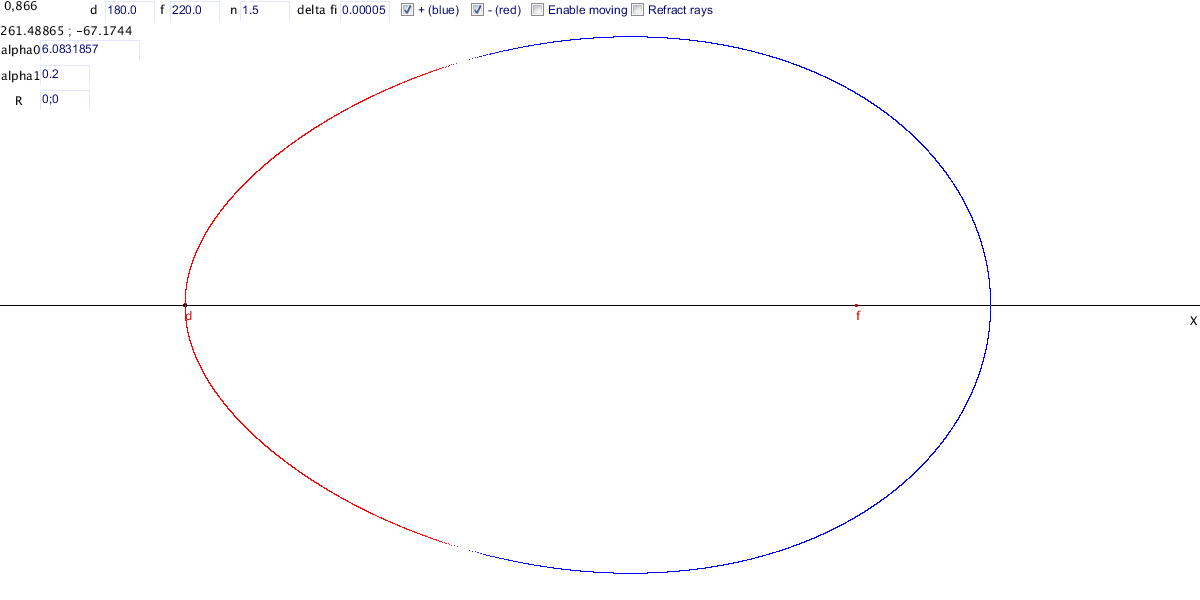 0,866 d 180.0 f 220.0 n 1.5 delta fi 0.00005 + (blue) - (red) Enable moving Refract rays
261.48865 ; -67.1744
alpha0 6.0831857
alpha1 0.2
R 0;0
d f
X